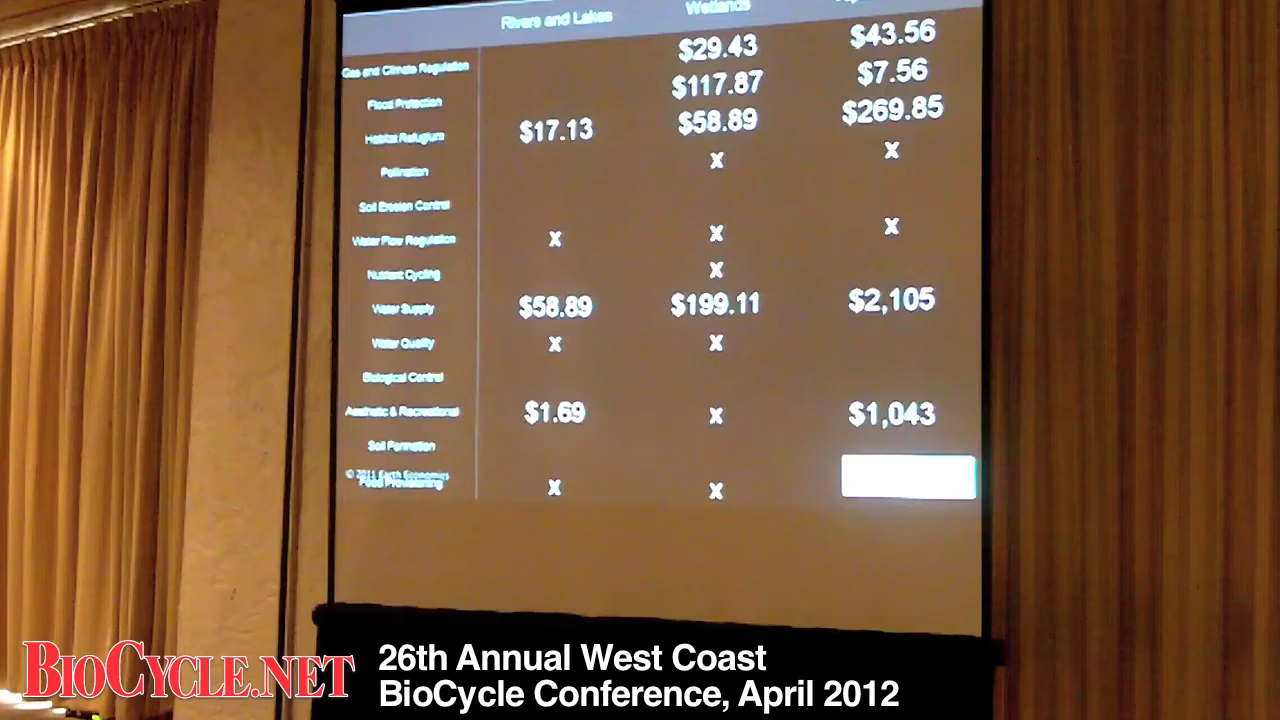 Rivers and Lakes Wetlands
Gas and Climate Regulation $29.43 $43.56
Flood Protection $117.87 $7.56
Habitat Refugium $17.13 $58.89 $269.85
Pollination X X
Soil Erosion Control
Water Flow Regulation X X X
Nutrient Cycling X
Water Supply $58.89 $199.11 $2,105
Water Quality X X
Biological Control
Aesthetic & Recreational $1.69 X $1,043
Soil Formation
© 2011 Earth Economics
Food Provisioning X X
BIOCYCLE.NET
26th Annual West Coast
BioCycle Conference, April 2012